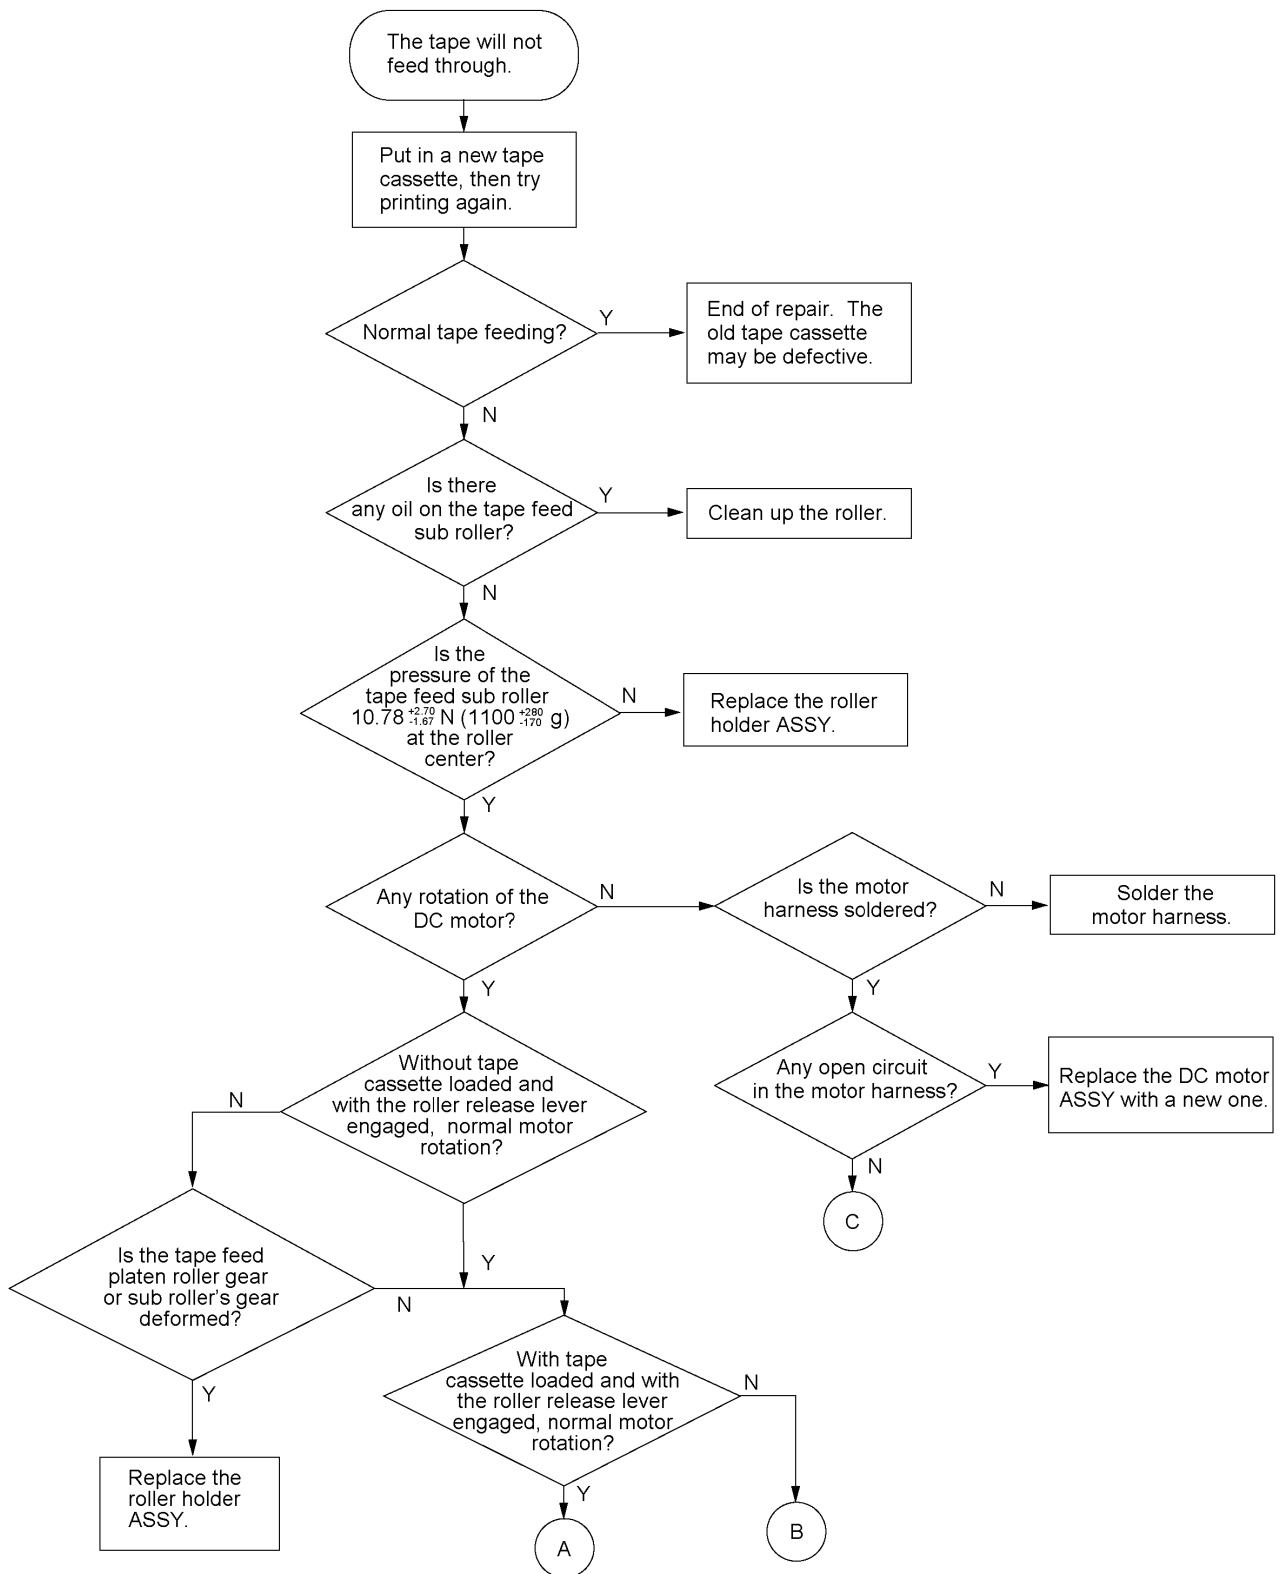 The tape will not
feed through.
Put in a new tape
cassette, then try
printing again.
Normal tape feeding?
Y
End of repair.  The
old tape cassette
may be defective.
N
Is there
any oil on the tape feed
sub roller?
Y
Clean up the roller.
N
Is the
pressure of the
tape feed sub roller
10.78 +2.70 -1.67 N (1100 +280 -170 g)
at the roller
center?
N
Replace the roller
holder ASSY.
Y
Any rotation of the
DC motor?
N
Is the motor
harness soldered?
N
Solder the
motor harness.
Y
Y
Without tape
cassette loaded and
with the roller release lever
engaged,  normal motor
rotation?
N
Any open circuit
in the motor harness?
Y
Replace the DC motor
ASSY with a new one.
N
C
Y
Is the tape feed
platen roller gear
or sub roller's gear
deformed?
N
Y
Replace the
roller holder
ASSY.
With tape
cassette loaded and with
the roller release lever
engaged, normal motor
rotation?
N
Y
A
B